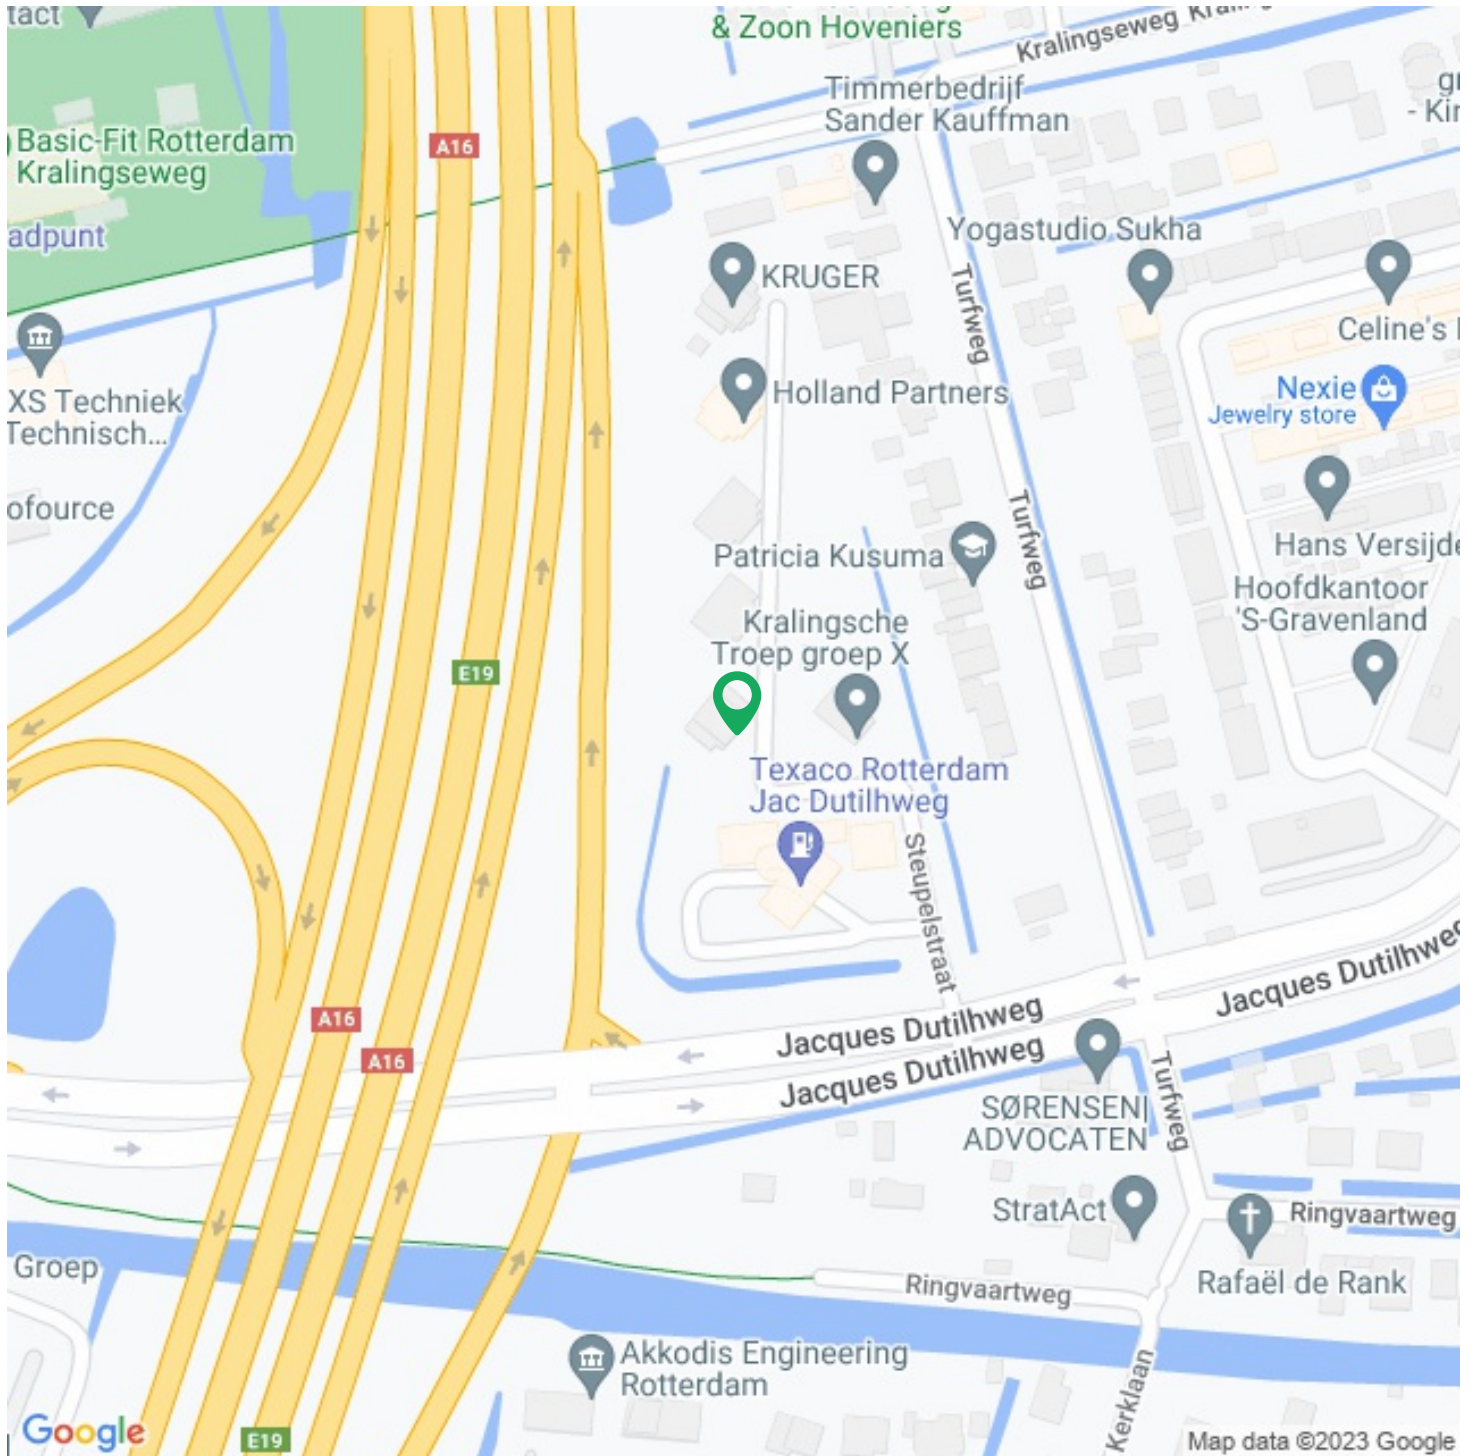 tact
& Zoon Hoveniers
Kralingseweg
Timmerbedrijf
Sander Kauffman
A16
Basic-Fit Rotterdam
Kralingseweg
adpunt
Yogastudio Sukha
KRUGER
Turfweg
Celine's
XS Techniek
Technisch...
Holland Partners
Nexie
Jewelry store
ofource
Turfweg
Patricia Kusuma
Hans Versijde
Hoofdkantoor
'S-Gravenland
Kralingsche
Troep groep X
E19
Texaco Rotterdam
Jac Dutilhweg
Steupelstraat
Jacques Dutilhweg
A16
Jacques Dutilhweg
A16
Jacques Dutilhweg
SØRENSEN|
ADVOCATEN
Turfweg
StratAct
Ringvaartweg
Groep
Rafaël de Rank
Ringvaartweg
Akkodis Engineering
Rotterdam
Kerklaan
Google
E19
Map data ©2023 Google